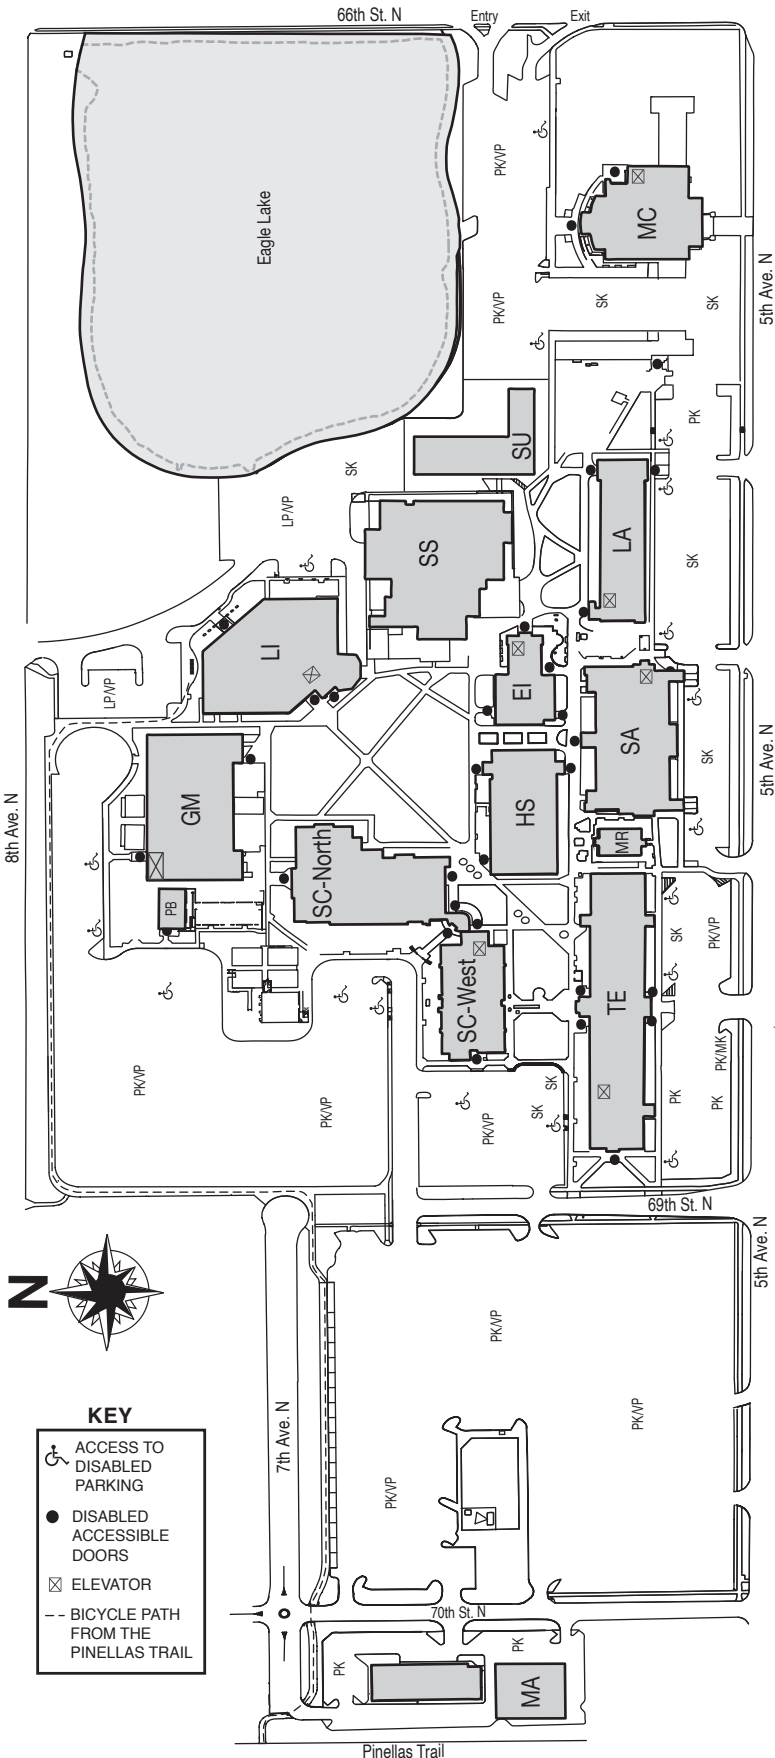 66th St. N
Entry
Exit
PK/VP
MC
Eagle Lake
PK/VP
SK
SK
5th Ave. N
PK
SU
SK
LP/VP
SS
LA
SK
LI
EI
LP/VP
SA
SK
5th Ave. N
8th Ave. N
GM
HS
MR
SC-North
PB
SK
PK/VP
SC-West
TE
PK/VP
PK/VP
PK/VP
SK
SK
PK
PK
PK/MK
69th St. N
5th Ave. N
N
PK/VP
PK/VP
PK/VP
7th Ave. N
KEY
ACCESS TO
DISABLED
PARKING
DISABLED
ACCESSIBLE
DOORS
ELEVATOR
BICYCLE PATH
FROM THE
PINELLAS TRAIL
70th St. N
PK
PK
MA
Pinellas Trail